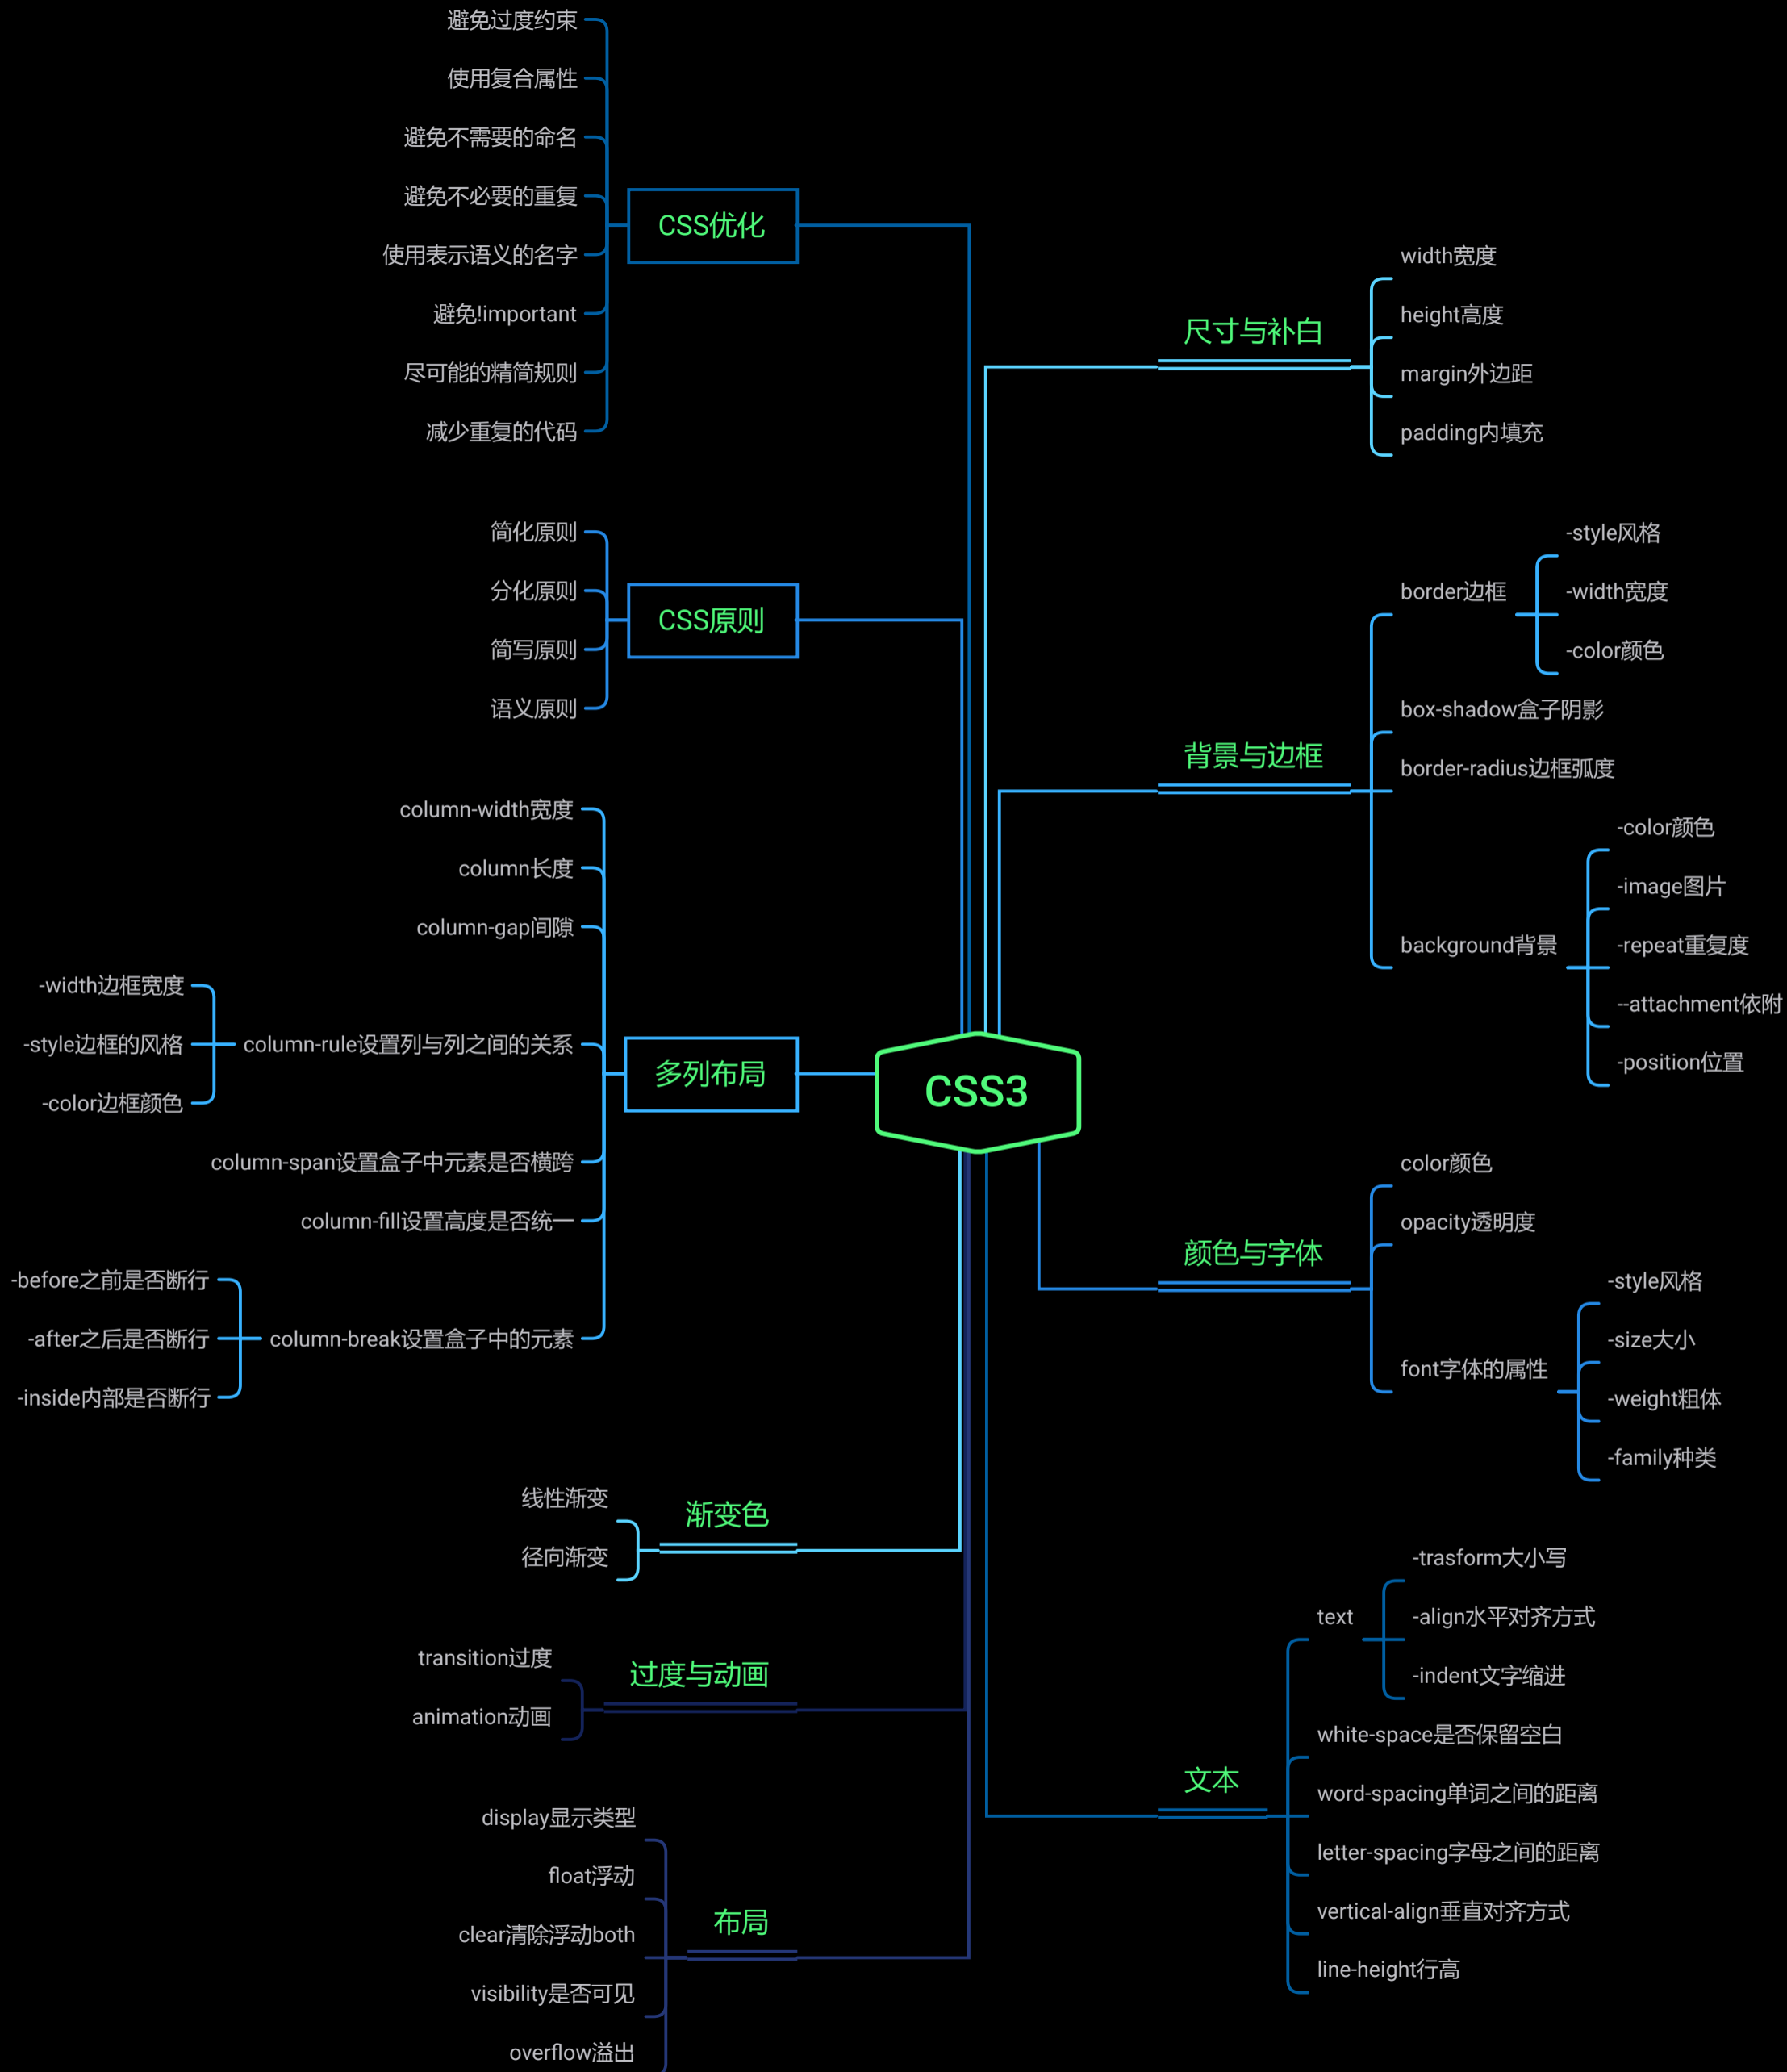 CSS3
尺寸与补白
width宽度
height高度
margin外边距
padding内填充
背景与边框
border边框
-style风格
-width宽度
-color颜色
box-shadow盒子阴影
border-radius边框弧度
background背景
-color颜色
-image图片
-repeat重复度
--attachment依附
-position位置
颜色与字体
color颜色
opacity透明度
font字体的属性
-style风格
-size大小
-weight粗体
-family种类
文本
text
-trasform大小写
-align水平对齐方式
-indent文字缩进
white-space是否保留空白
word-spacing单词之间的距离
letter-spacing字母之间的距离
vertical-align垂直对齐方式
line-height行高
CSS优化
避免过度约束
使用复合属性
避免不需要的命名
避免不必要的重复
使用表示语义的名字
避免!important
尽可能的精简规则
减少重复的代码
CSS原则
简化原则
分化原则
简写原则
语义原则
多列布局
column-width宽度
column长度
column-gap间隙
column-rule设置列与列之间的关系
-width边框宽度
-style边框的风格
-color边框颜色
column-span设置盒子中元素是否横跨
column-fill设置高度是否统一
column-break设置盒子中的元素
-before之前是否断行
-after之后是否断行
-inside内部是否断行
渐变色
线性渐变
径向渐变
过度与动画
transition过度
animation动画
布局
display显示类型
float浮动
clear清除浮动both
visibility是否可见
overflow溢出